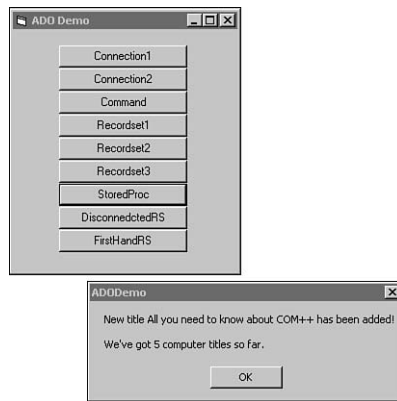 ADO Demo
Connection1
Connection2
Command
Recordset1
Recordset2
Recordset3
StoredProc
DisconnedctedRS
FirstHandRS
ADODemo
New title All you need to know about COM++ has been added!
We've got 5 computer titles so far.
OK